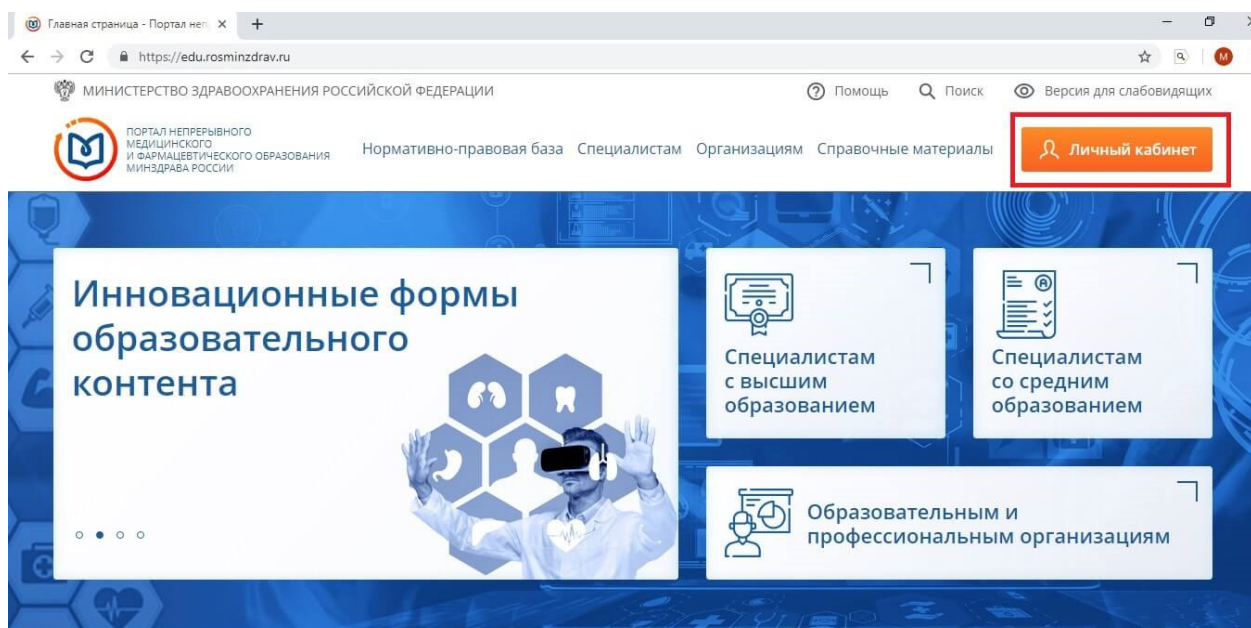 Главная страница - Портал неп
https://edu.rosminzdrav.ru
М
МИНИСТЕРСТВО ЗДРАВООХРАНЕНИЯ РОССИЙСКОЙ ФЕДЕРАЦИИ
Помощь
Поиск
Версия для слабовидящих
ПОРТАЛ НЕПРЕРЫВНОГО
МЕДИЦИНСКОГО
И ФАРМАЦЕВТИЧЕСКОГО ОБРАЗОВАНИЯ
МИНЗДРАВА РОССИИ
Нормативно-правовая база
Специалистам
Организациям
Справочные материалы
Личный кабинет
Инновационные формы
образовательного
контента
Специалистам
с высшим
образованием
Специалистам
со средним
образованием
Образовательным и
профессиональным организациям